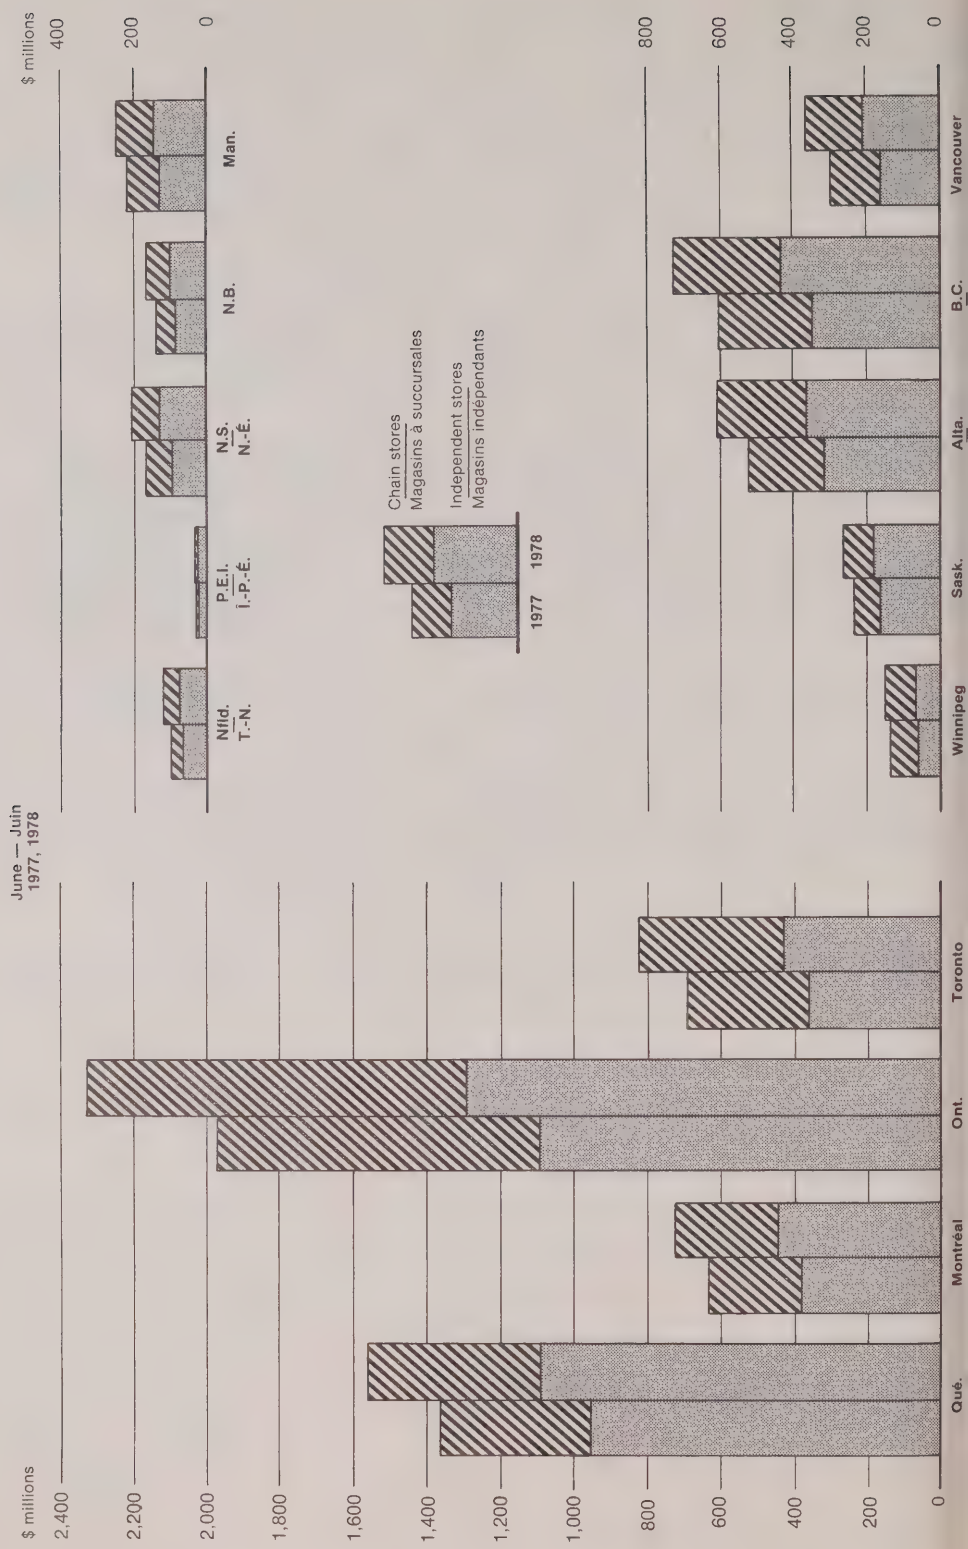 June — Juin
1977, 1978
$ millions
2,400
2,200
2,000
1,800
1,600
1,400
1,200
1,000
800
600
400
200
0
Qué.
Montréal
Ont.
Toronto
$ millions
400
200
0
Nfld.
T.-N.
P.E.I.
Î.-P.-É.
N.S.
N.-É.
N.B.
Man.
Chain stores
Magasins à succursales
Independent stores
Magasins indépendants
1977 1978
800
600
400
200
0
Winnipeg
Sask.
Alta.
B.C.
Vancouver